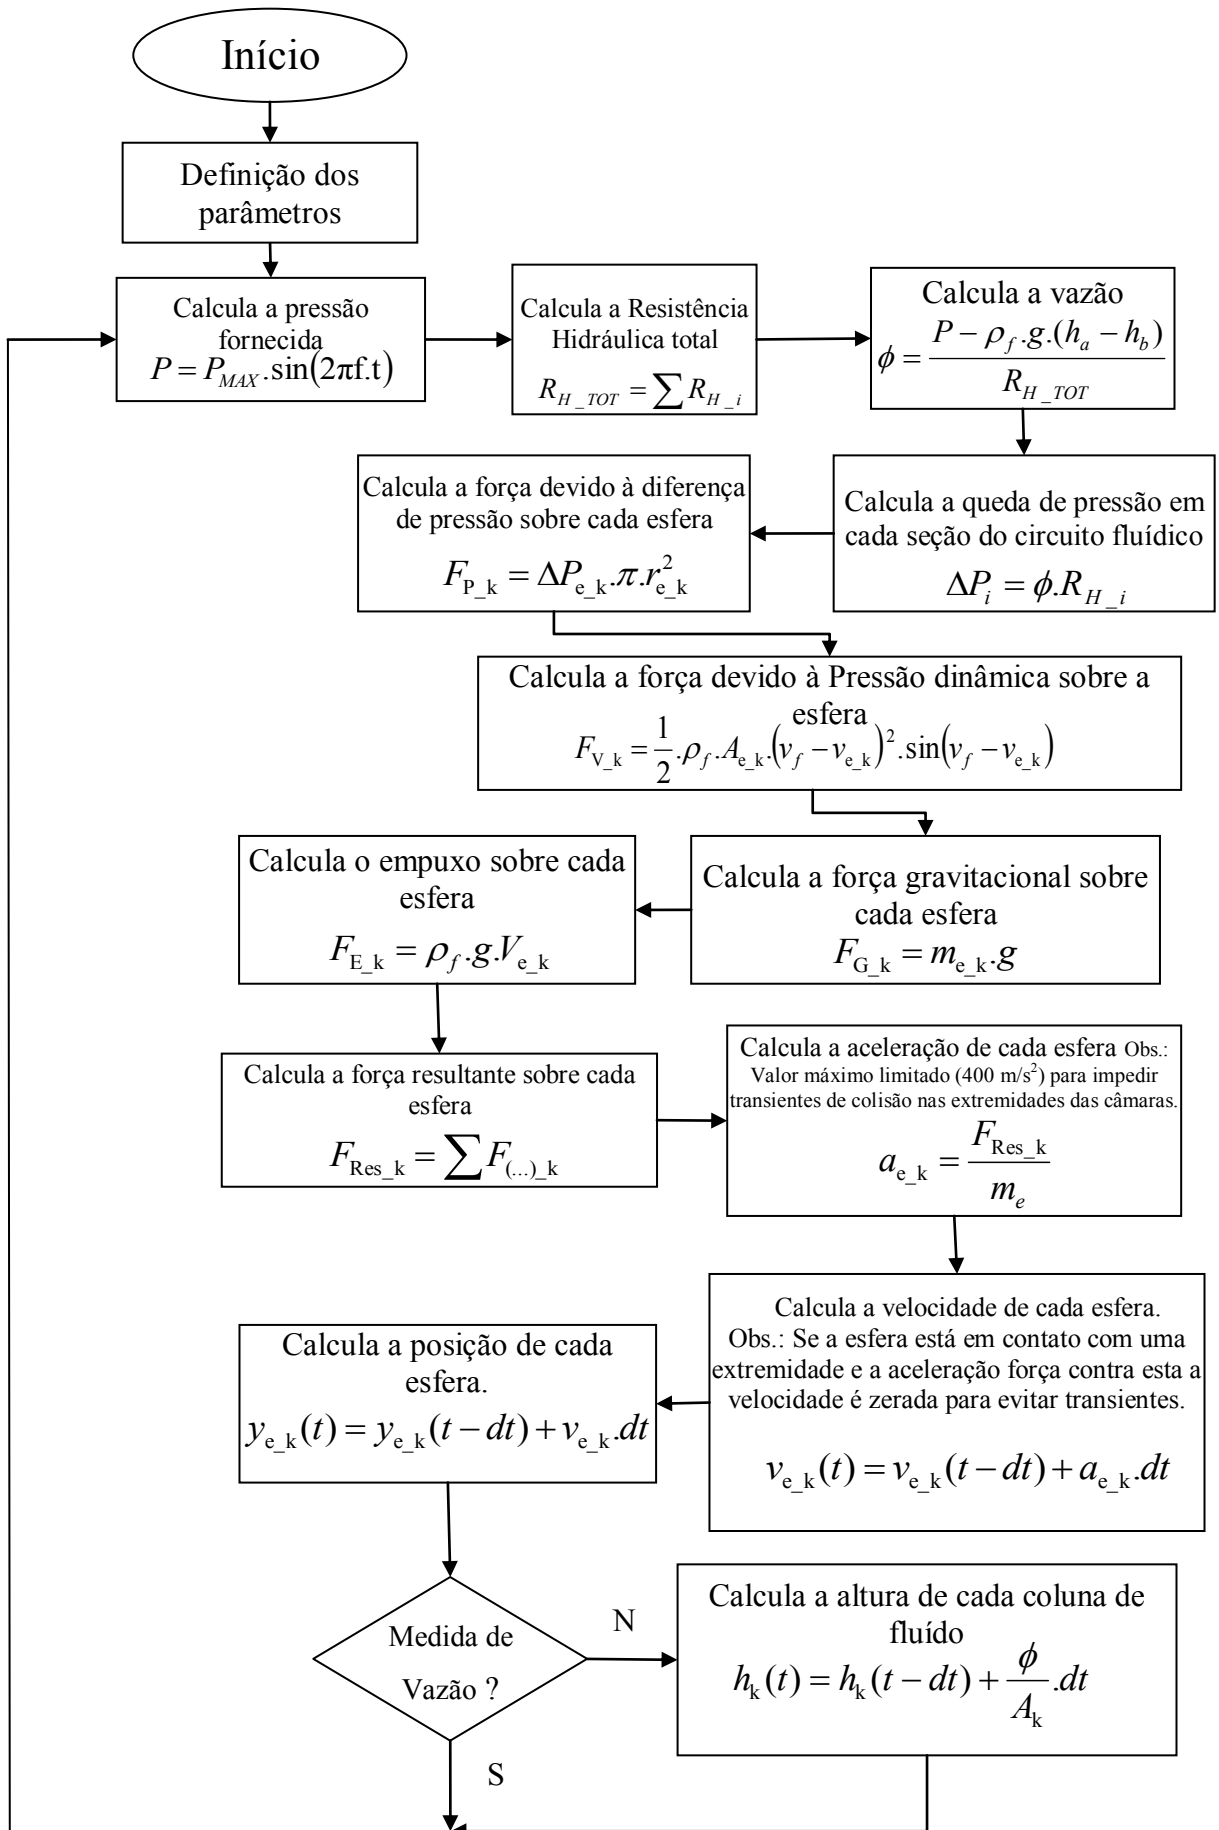 Início
Definição dos
parâmetros
Calcula a pressão
fornecida
P = P_MAX.sin(2πf.t)
Calcula a Resistência
Hidráulica total
R_H_TOT = ∑ R_H_i
Calcula a vazão
ϕ = (P − ρ_f.g.(h_a − h_b)) / R_H_TOT
Calcula a queda de pressão em
cada seção do circuito fluídico
ΔP_i = ϕ.R_H_i
Calcula a força devido à diferença
de pressão sobre cada esfera
F_P_k = ΔP_e_k.π.r²_e_k
Calcula a força devido à Pressão dinâmica sobre a
esfera
F_V_k = 1/2.ρ_f.A_e_k.(v_f − v_e_k)².sin(v_f − v_e_k)
Calcula a força gravitacional sobre
cada esfera
F_G_k = m_e_k.g
Calcula o empuxo sobre cada
esfera
F_E_k = ρ_f.g.V_e_k
Calcula a força resultante sobre cada
esfera
F_Res_k = ∑ F_(...)_k
Calcula a aceleração de cada esfera Obs.:
Valor máximo limitado (400 m/s²) para impedir
transientes de colisão nas extremidades das câmaras.
a_e_k = F_Res_k / m_e
Calcula a velocidade de cada esfera.
Obs.: Se a esfera está em contato com uma
extremidade e a aceleração força contra esta a
velocidade é zerada para evitar transientes.
v_e_k(t) = v_e_k(t − dt) + a_e_k.dt
Calcula a posição de cada
esfera.
y_e_k(t) = y_e_k(t − dt) + v_e_k.dt
Medida de
Vazão ?
N
S
Calcula a altura de cada coluna de
fluído
h_k(t) = h_k(t − dt) + ϕ/A_k.dt